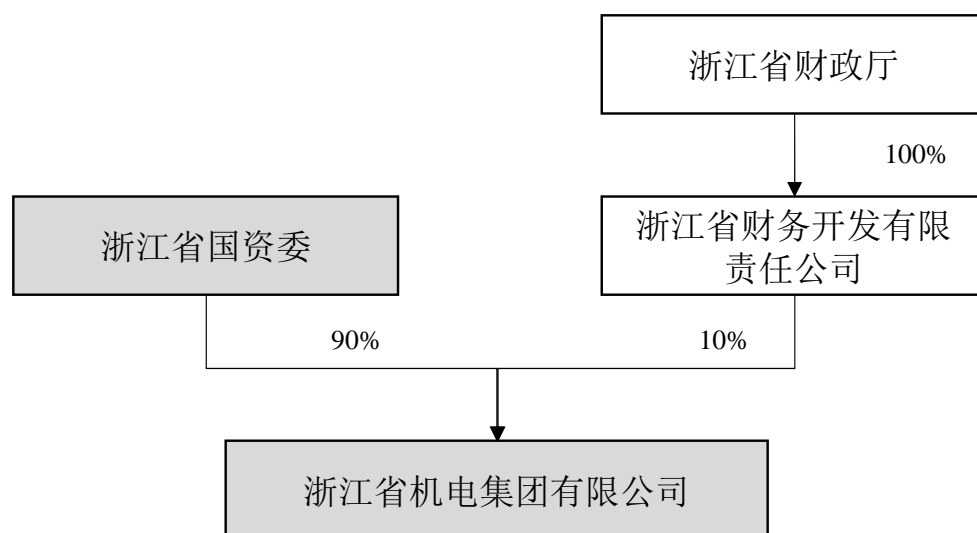 浙江省财政厅
100%
浙江省国资委
浙江省财务开发有限
责任公司
90%
10%
浙江省机电集团有限公司